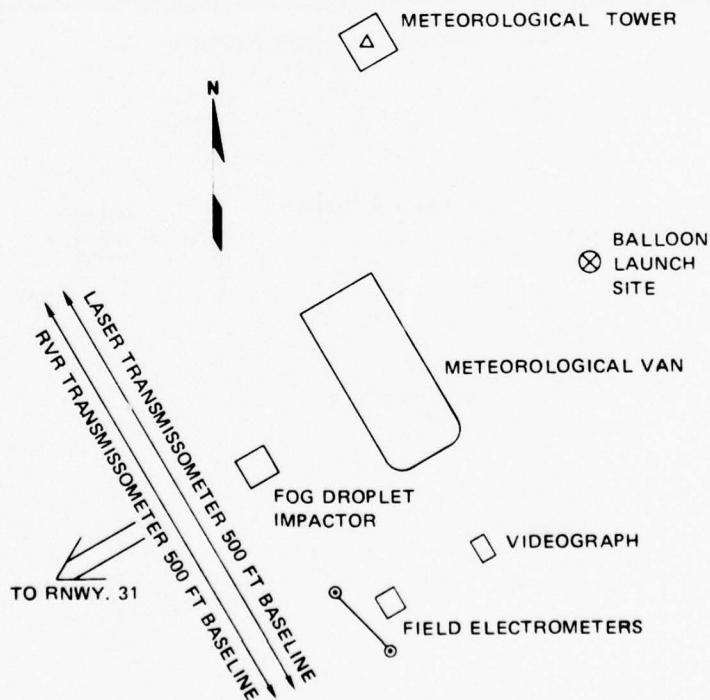 METEOROLOGICAL TOWER
N
BALLOON
LAUNCH
SITE
LASER TRANSMISSOMETER 500 FT BASELINE
RVR TRANSMISSOMETER 500 FT BASELINE
METEOROLOGICAL VAN
FOG DROPLET
IMPACTOR
VIDEOGRAPH
TO RNWY. 31
FIELD ELECTROMETERS